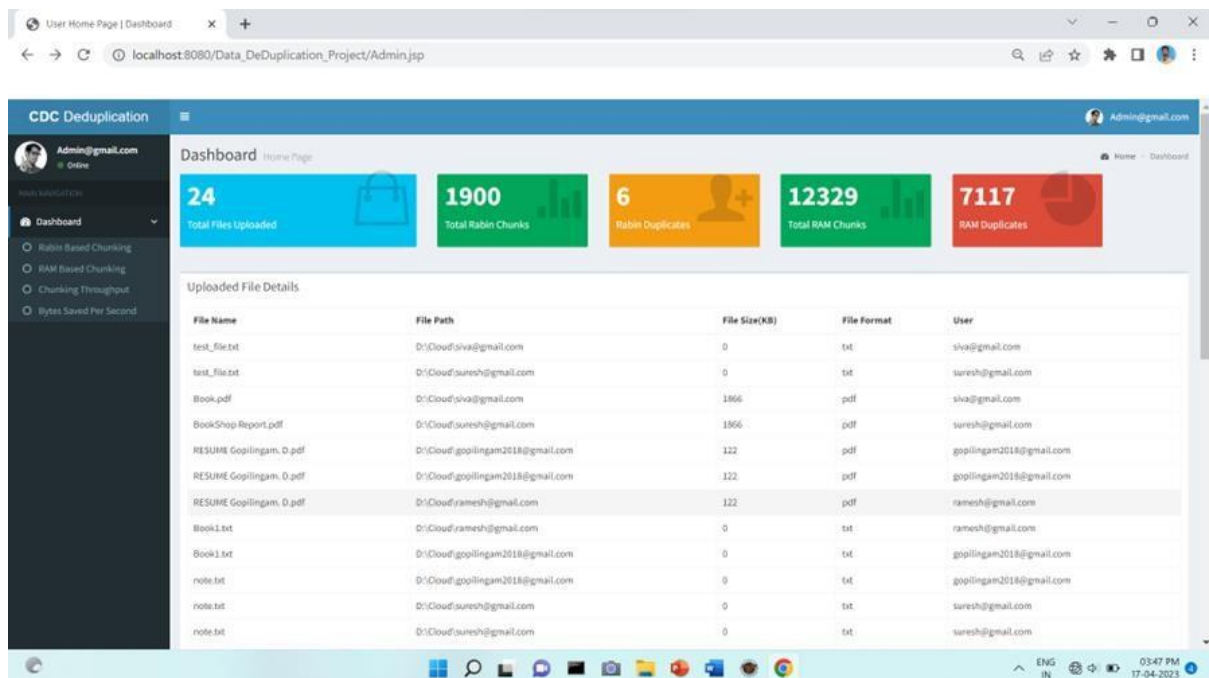 User Home Page | Dashboard
localhost:8080/Data_DeDuplication_Project/Admin.jsp
CDC Deduplication
Admin@gmail.com
Admin@gmail.com
Online
Dashboard Home Page
Home Dashboard
MAIN NAVIGATION
Dashboard
Rabin Based Chunking
RAM Based Chunking
Chunking Throughput
Bytes Saved Per Second
24
Total Files Uploaded
1900
Total Rabin Chunks
6
Rabin Duplicates
12329
Total RAM Chunks
7117
RAM Duplicates
Uploaded File Details
File Name File Path File Size(KB) File Format User
test_file.txt D:\Cloud\siva@gmail.com 0 txt siva@gmail.com
test_file.txt D:\Cloud\suresh@gmail.com 0 txt suresh@gmail.com
Book.pdf D:\Cloud\siva@gmail.com 1866 pdf siva@gmail.com
BookShop Report.pdf D:\Cloud\suresh@gmail.com 1866 pdf suresh@gmail.com
RESUME Gopilingam. D.pdf D:\Cloud\gopilingam2018@gmail.com 122 pdf gopilingam2018@gmail.com
RESUME Gopilingam. D.pdf D:\Cloud\gopilingam2018@gmail.com 122 pdf gopilingam2018@gmail.com
RESUME Gopilingam. D.pdf D:\Cloud\ramesh@gmail.com 122 pdf ramesh@gmail.com
Book1.txt D:\Cloud\ramesh@gmail.com 0 txt ramesh@gmail.com
Book1.txt D:\Cloud\gopilingam2018@gmail.com 0 txt gopilingam2018@gmail.com
note.txt D:\Cloud\gopilingam2018@gmail.com 0 txt gopilingam2018@gmail.com
note.txt D:\Cloud\suresh@gmail.com 0 txt suresh@gmail.com
note.txt D:\Cloud\suresh@gmail.com 0 txt suresh@gmail.com
ENG
IN
03:47 PM
17-04-2023